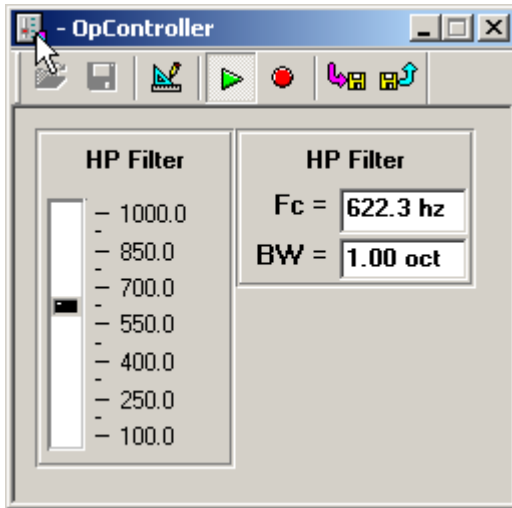 - OpController
HP Filter
1000.0
850.0
700.0
550.0
400.0
250.0
100.0
HP Filter
Fc = 622.3 hz
BW = 1.00 oct